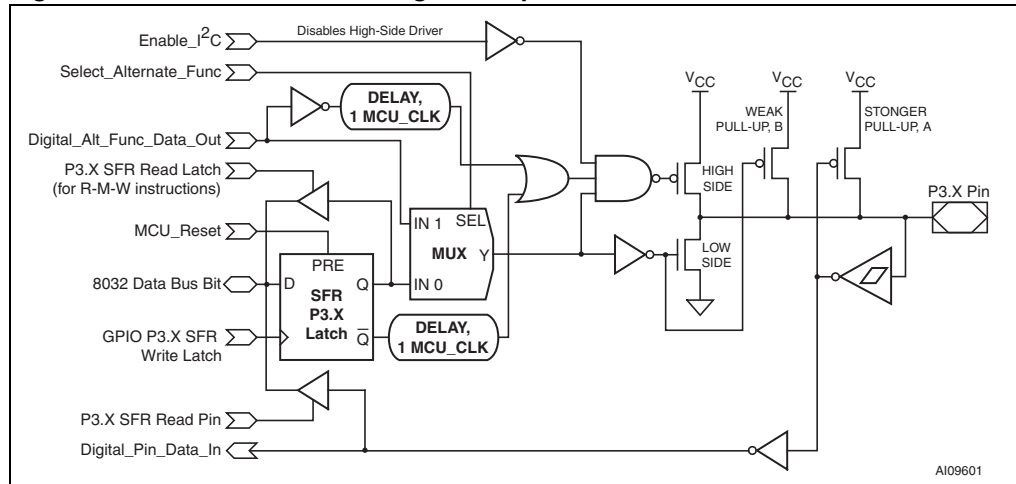 Enable_I2C
Disables High-Side Driver
Select_Alternate_Func
VCC
VCC
VCC
DELAY,
1 MCU_CLK
WEAK
PULL-UP, B
STONGER
PULL-UP, A
Digital_Alt_Func_Data_Out
P3.X SFR Read Latch
(for R-M-W instructions)
HIGH
SIDE
P3.X Pin
IN 1
SEL
MCU_Reset
MUX
Y
LOW
SIDE
PRE
8032 Data Bus Bit
D
Q
IN 0
SFR
P3.X
Latch
Q
DELAY,
1 MCU_CLK
GPIO P3.X SFR
Write Latch
P3.X SFR Read Pin
Digital_Pin_Data_In
AI09601